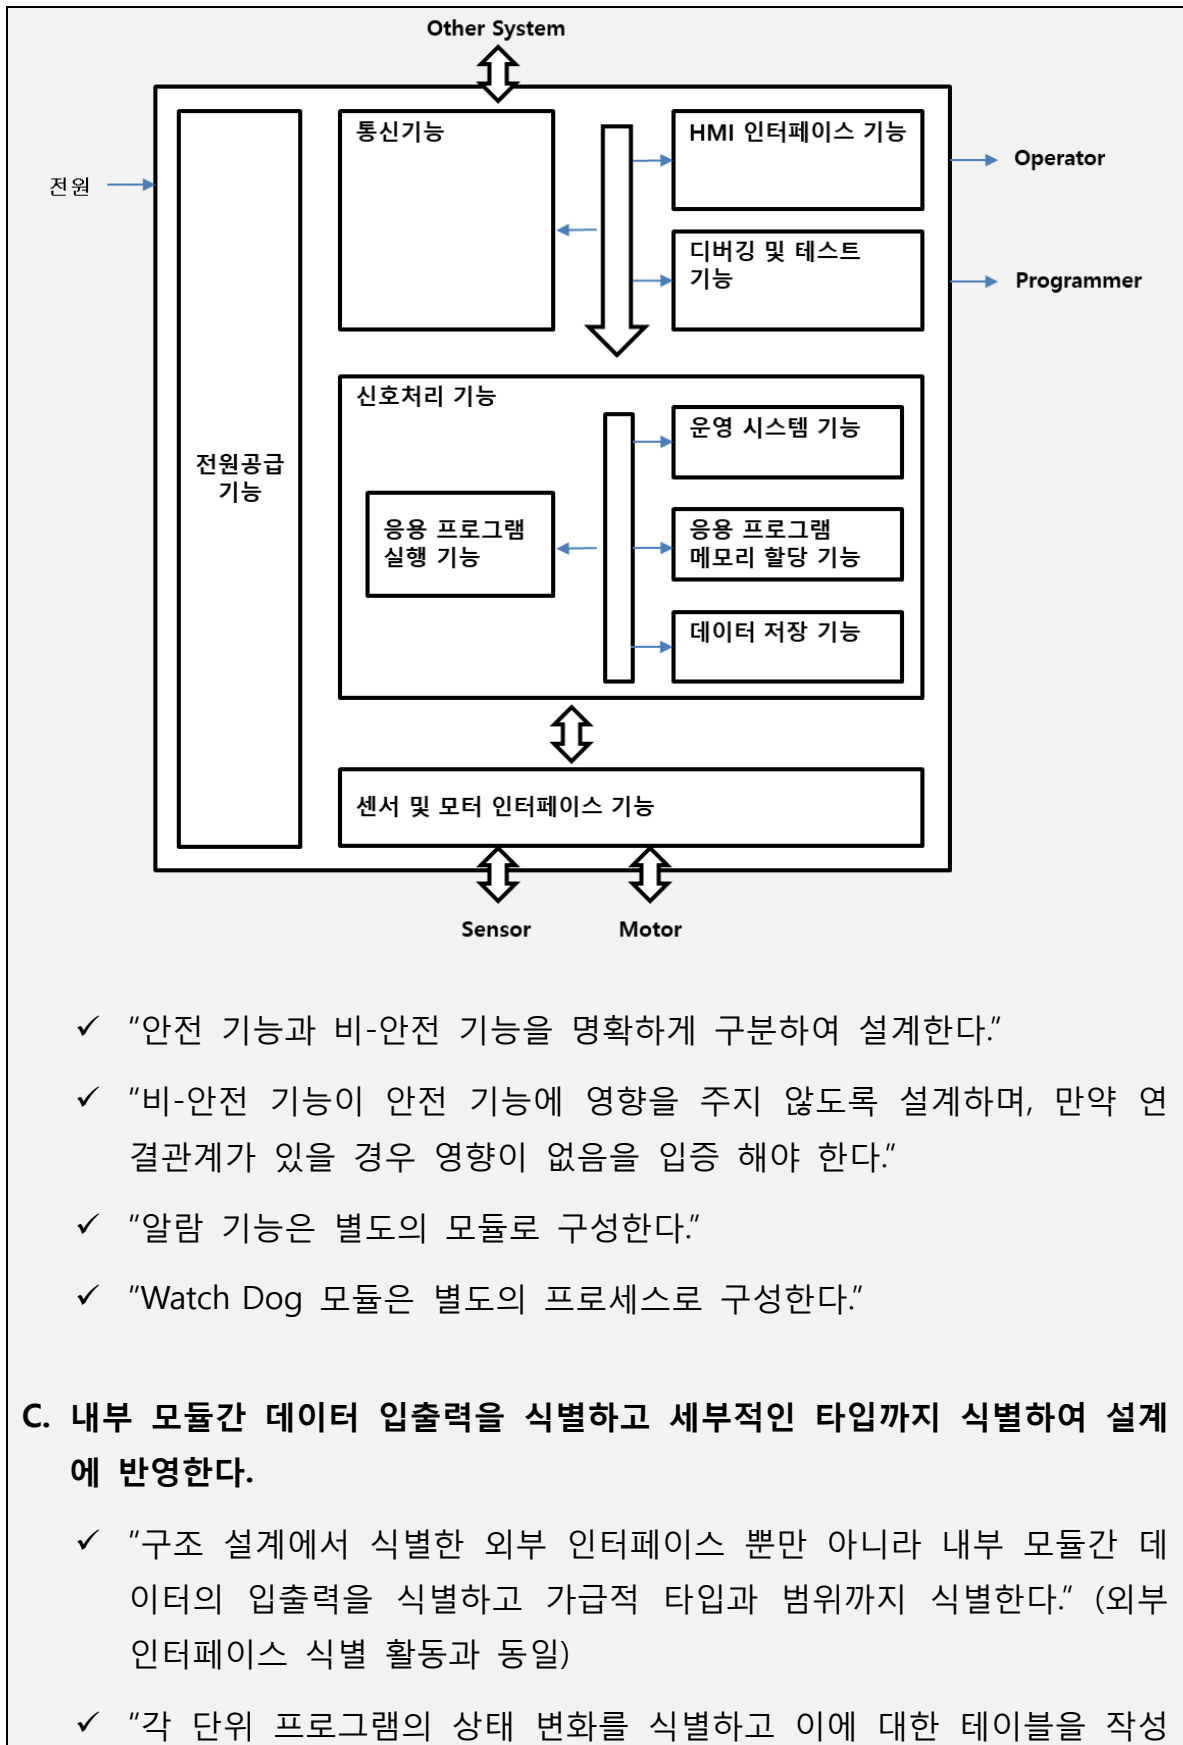 Other System
통신기능
HMI 인터페이스 기능
Operator
전원
디버깅 및 테스트
기능
Programmer
신호처리 기능
운영 시스템 기능
전원공급
기능
응용 프로그램
실행 기능
응용 프로그램
메모리 할당 기능
데이터 저장 기능
센서 및 모터 인터페이스 기능
Sensor
Motor
✓ "안전 기능과 비-안전 기능을 명확하게 구분하여 설계한다."
✓ "비-안전 기능이 안전 기능에 영향을 주지 않도록 설계하며, 만약 연
결관계가 있을 경우 영향이 없음을 입증 해야 한다."
✓ "알람 기능은 별도의 모듈로 구성한다."
✓ "Watch Dog 모듈은 별도의 프로세스로 구성한다."
C. 내부 모듈간 데이터 입출력을 식별하고 세부적인 타입까지 식별하여 설계
에 반영한다.
✓ "구조 설계에서 식별한 외부 인터페이스 뿐만 아니라 내부 모듈간 데
이터의 입출력을 식별하고 가급적 타입과 범위까지 식별한다." (외부
인터페이스 식별 활동과 동일)
✓ "각 단위 프로그램의 상태 변화를 식별하고 이에 대한 테이블을 작성